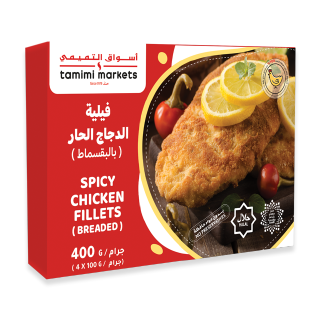 أسواق التميمي
tamimi markets
فيلية
الدجاج الحار
( بالبقسماط )
SPICY
CHICKEN
FILLETS
( BREADED )
400 G / جرام
( 4 X 100 G / جرام )
حلال
HALAL